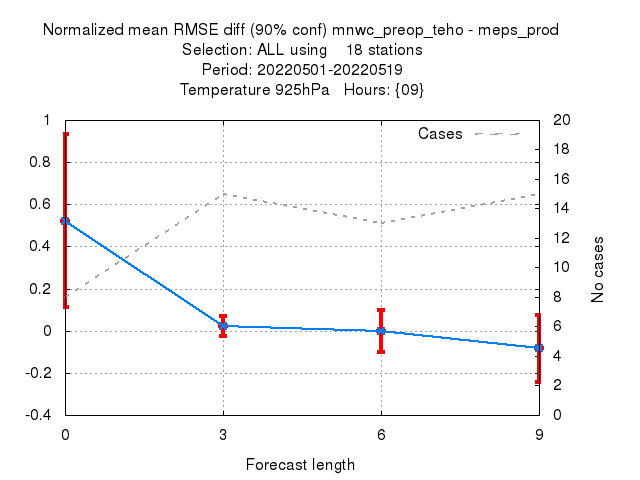 Normalized mean RMSE diff (90% conf) mnwc_preop_teho - meps_prod
Selection: ALL using 18 stations
Period: 20220501-20220519
Temperature 925hPa Hours: {09}
Cases
1
0.8
0.6
0.4
0.2
0
-0.2
-0.4
20
18
16
14
12
10
8
6
4
2
0
No cases
0 3 6 9
Forecast length